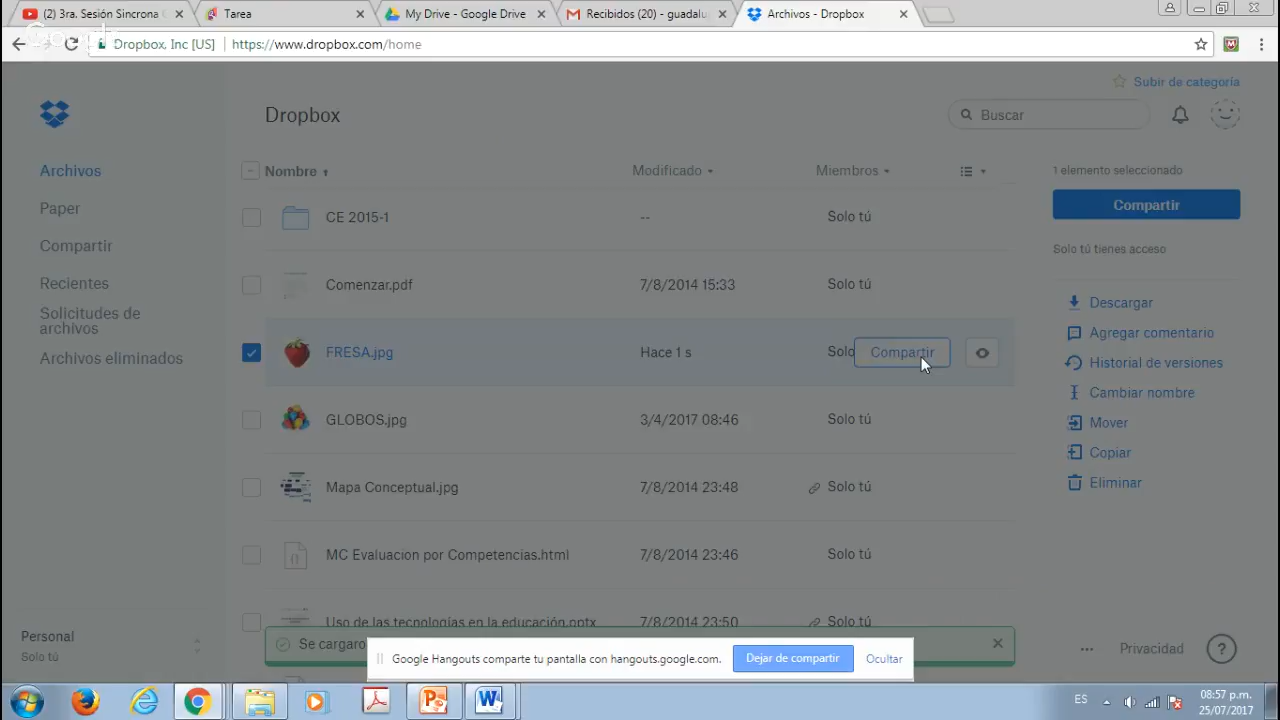 (2) 3ra. Sesión Sincrona
Tarea
My Drive - Google Drive
Recibidos (20) - guadalu
Archivos - Dropbox
Dropbox, Inc [US]
https://www.dropbox.com/home
Subir de categoría
Dropbox
Buscar
Archivos
Paper
Compartir
Recientes
Solicitudes de
archivos
Archivos eliminados
Personal
Solo tú
Nombre Modificado Miembros
CE 2015-1 -- Solo tú
Comenzar.pdf 7/8/2014 15:33 Solo tú
FRESA.jpg Hace 1 s Solo Compartir
GLOBOS.jpg 3/4/2017 08:46 Solo tú
Mapa Conceptual.jpg 7/8/2014 23:48 Solo tú
MC Evaluacion por Competencias.html 7/8/2014 23:46 Solo tú
Uso de las tecnologías en la educación.pptx 7/8/2014 23:50 Solo tú
Se cargaro
1 elemento seleccionado
Compartir
Solo tú tienes acceso
Descargar
Agregar comentario
Historial de versiones
Cambiar nombre
Mover
Copiar
Eliminar
Google Hangouts comparte tu pantalla con hangouts.google.com.
Dejar de compartir
Ocultar
Privacidad
?
ES
08:57 p.m.
25/07/2017